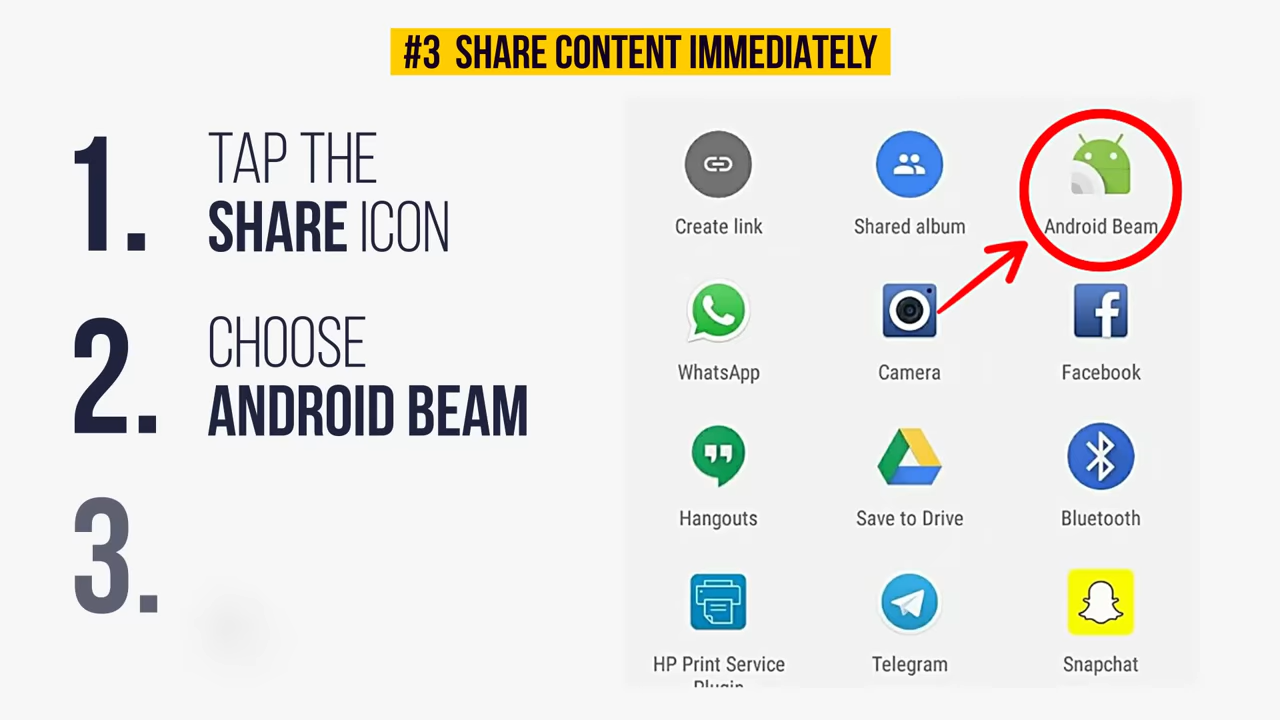 #3 SHARE CONTENT IMMEDIATELY
1. TAP THE
SHARE ICON
2. CHOOSE
ANDROID BEAM
3.
Create link
Shared album
Android Beam
WhatsApp
Camera
Facebook
Hangouts
Save to Drive
Bluetooth
HP Print Service
Plugin
Telegram
Snapchat